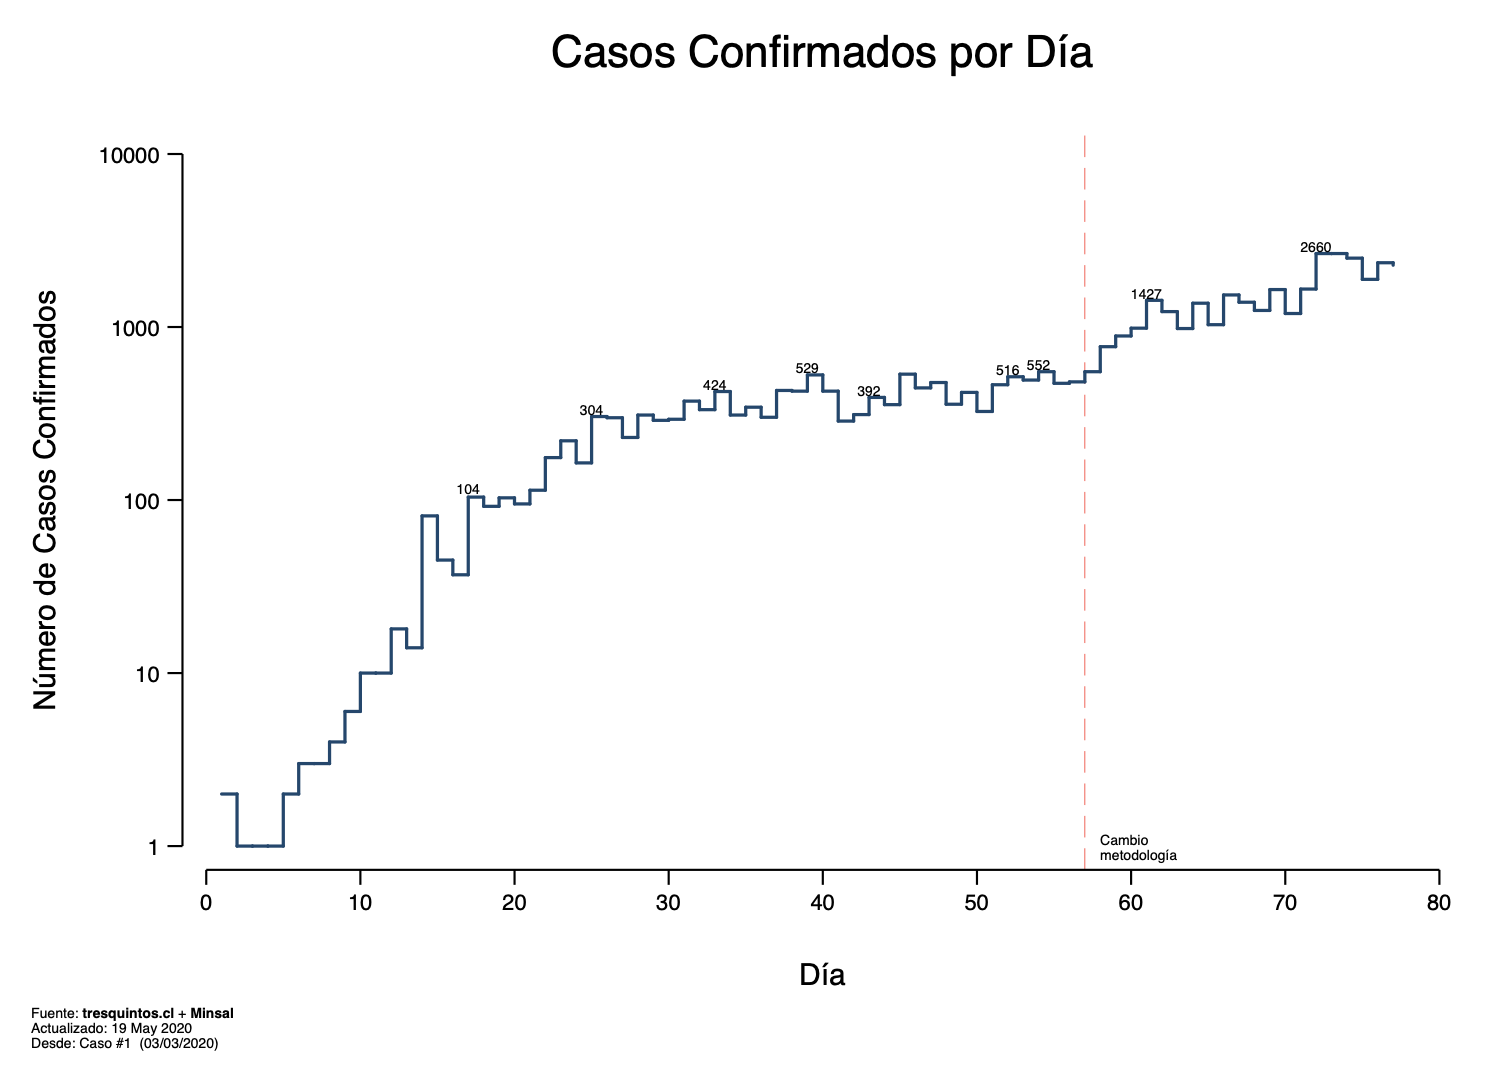 Casos Confirmados por Día
Número de Casos Confirmados
10000
1000
100
10
1
104
304
424
529
392
516
552
1427
2660
Cambio
metodología
0 10 20 30 40 50 60 70 80
Día
Fuente: tresquintos.cl + Minsal
Actualizado: 19 May 2020
Desde: Caso #1 (03/03/2020)